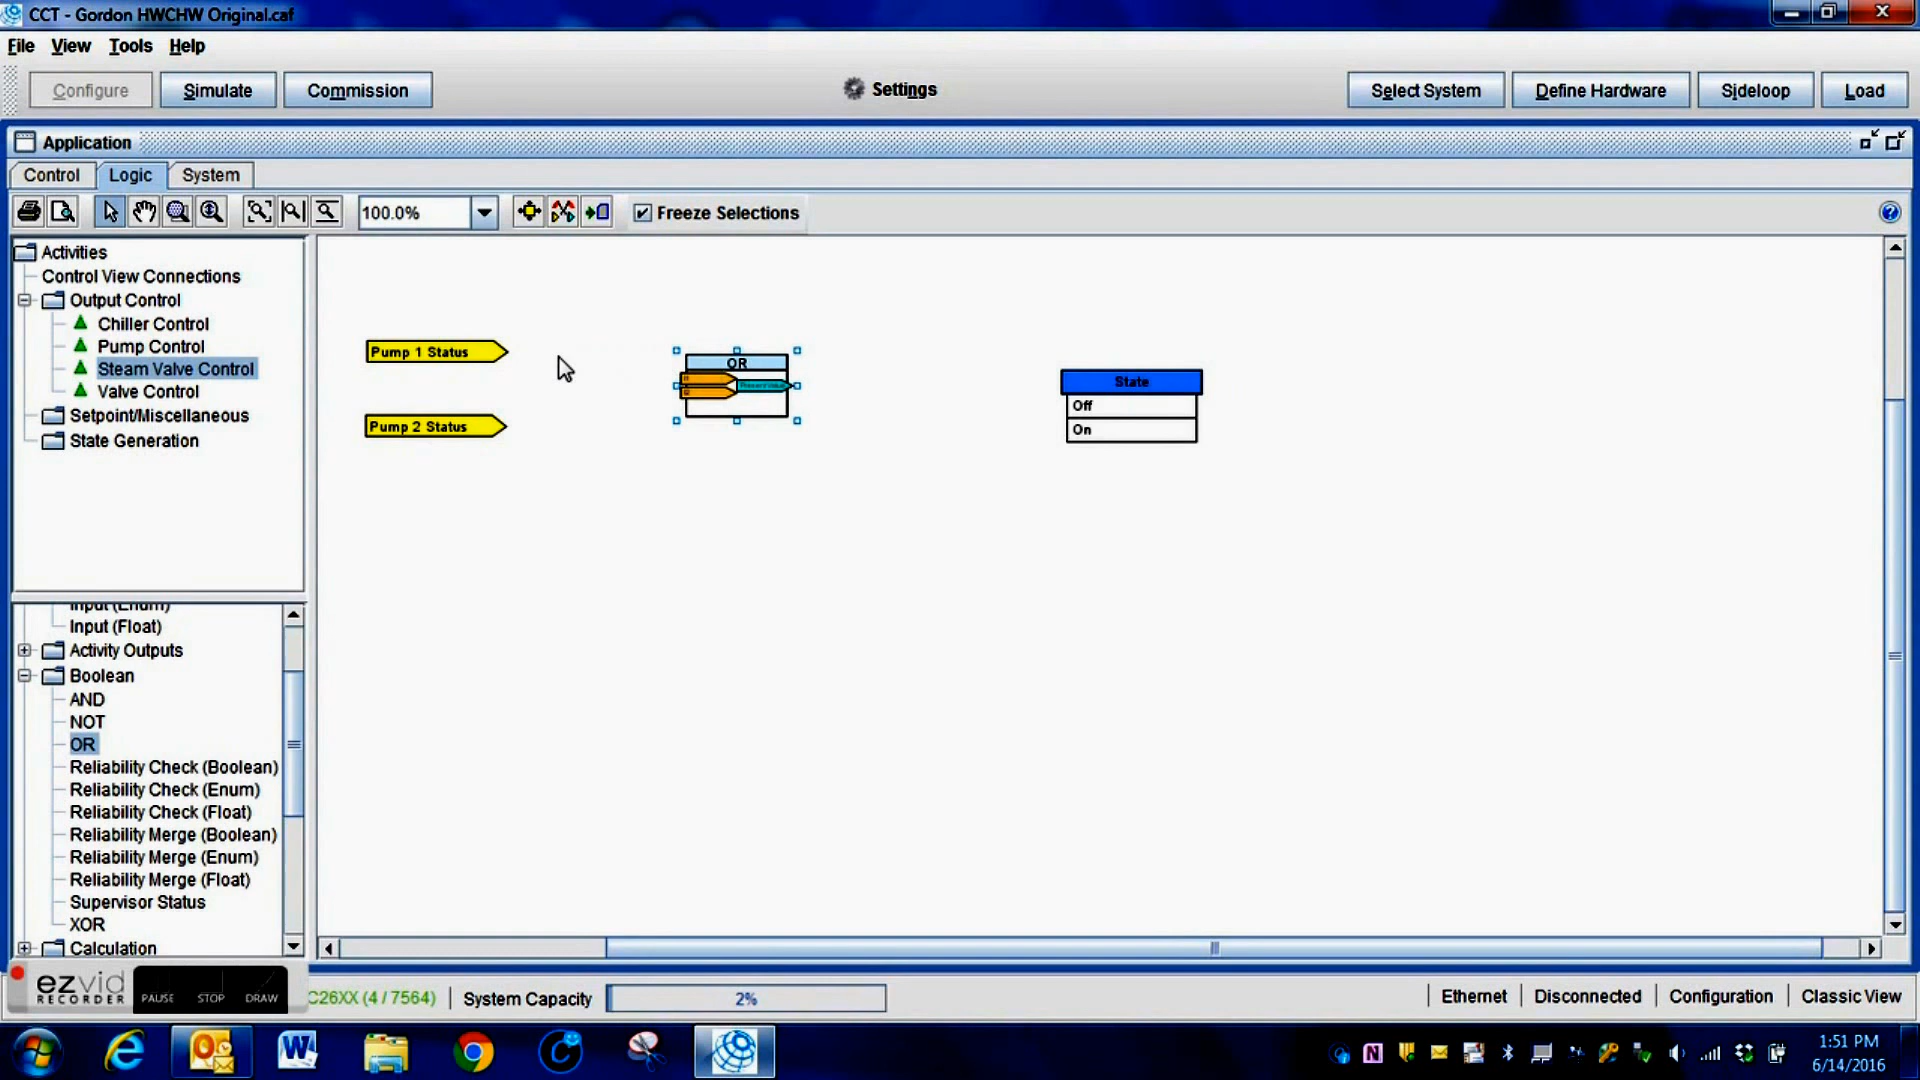 CCT - Gordon HWCHW Original.caf
File View Tools Help
Configure Simulate Commission Settings Select System Define Hardware Sideloop Load
Application
Control Logic System
100.0% Freeze Selections
Activities
Control View Connections
Output Control
Chiller Control
Pump Control
Steam Valve Control
Valve Control
Setpoint/Miscellaneous
State Generation
Pump 1 Status
Pump 2 Status
OR
State
Off
On
Input (Enum)
Input (Float)
Activity Outputs
Boolean
AND
NOT
OR
Reliability Check (Boolean)
Reliability Check (Enum)
Reliability Check (Float)
Reliability Merge (Boolean)
Reliability Merge (Enum)
Reliability Merge (Float)
Supervisor Status
XOR
Calculation
ezvid
RECORDER
PAUSE STOP DRAW
C26XX (4 / 7564) System Capacity 2% Ethernet Disconnected Configuration Classic View
1:51 PM
6/14/2016